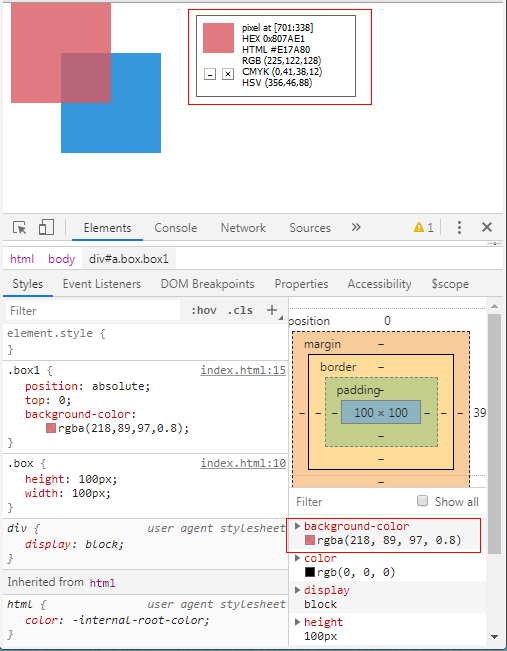 pixel at [701:338]
HEX 0x807AE1
HTML #E17A80
RGB (225,122,128)
CMYK (0,41,38,12)
HSV (356,46,88)
Elements Console Network Sources » 1
html body div#a.box.box1
Styles Event Listeners DOM Breakpoints Properties Accessibility $scope
Filter :hov .cls +
element.style {
}
.box1 { index.html:15
position: absolute;
top: 0;
background-color:
rgba(218,89,97,0.8);
}
.box { index.html:10
height: 100px;
width: 100px;
}
div { user agent stylesheet
display: block;
}
Inherited from html
html { user agent stylesheet
color: -internal-root-color;
}
position 0
margin –
border –
padding–
– – – 100 × 100 – – – 39
–
–
–
Filter Show all
background-color
rgba(218, 89, 97, 0.8)
color
rgb(0, 0, 0)
display
block
height
100px